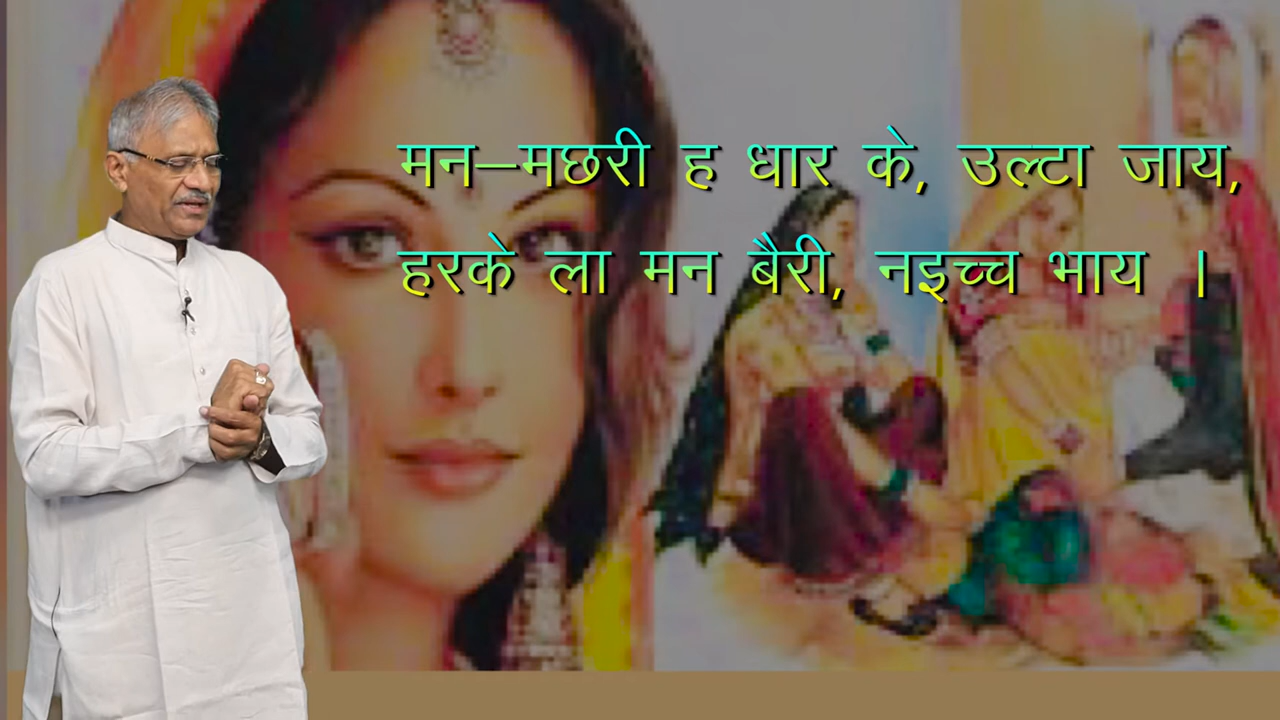 मन–मछरी ह धार के, उल्टा जाय,
हरके ला मन बैरी, नइच्च भाय ।